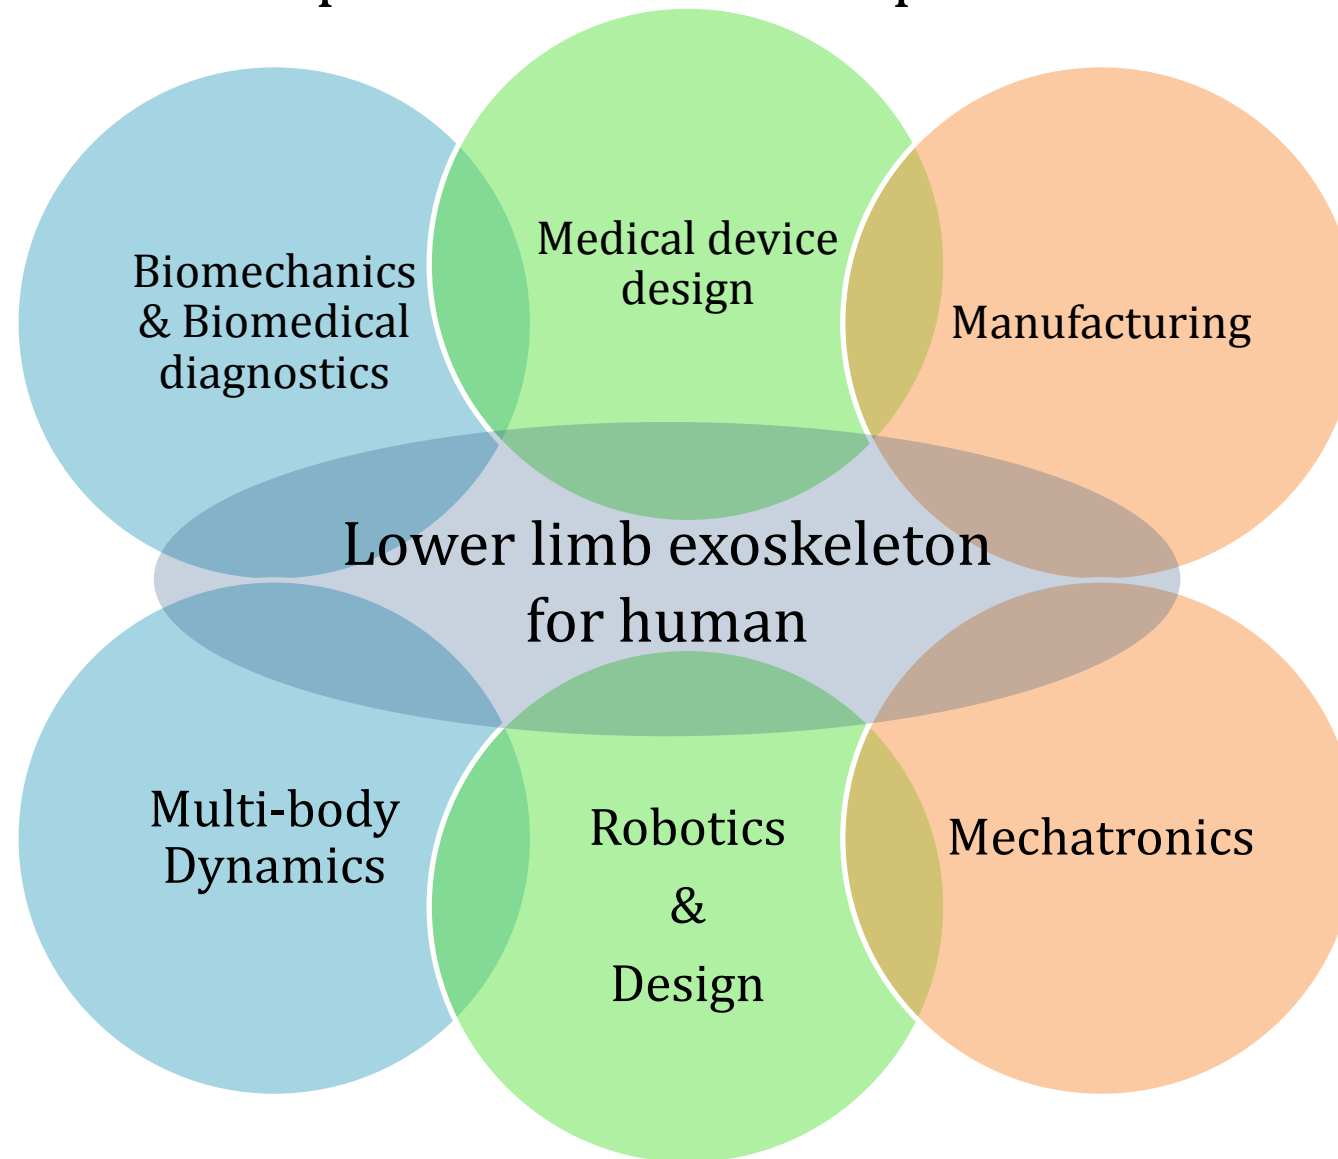 Biomechanics
& Biomedical
diagnostics
Medical device
design
Manufacturing
Lower limb exoskeleton
for human
Multi-body
Dynamics
Robotics
&
Design
Mechatronics